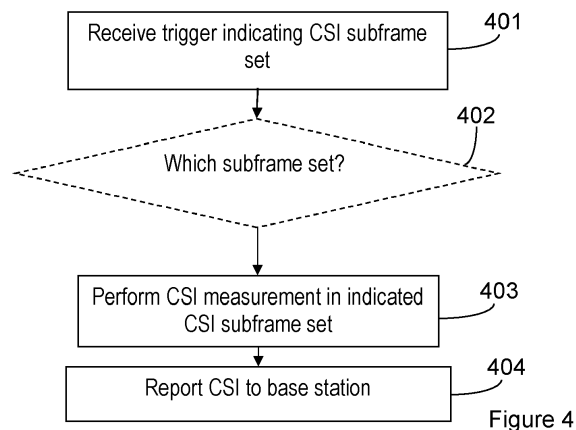 Receive trigger indicating CSI subframe
set
401
402
Which subframe set?
Perform CSI measurement in indicated
CSI subframe set
403
Report CSI to base station
404
Figure 4